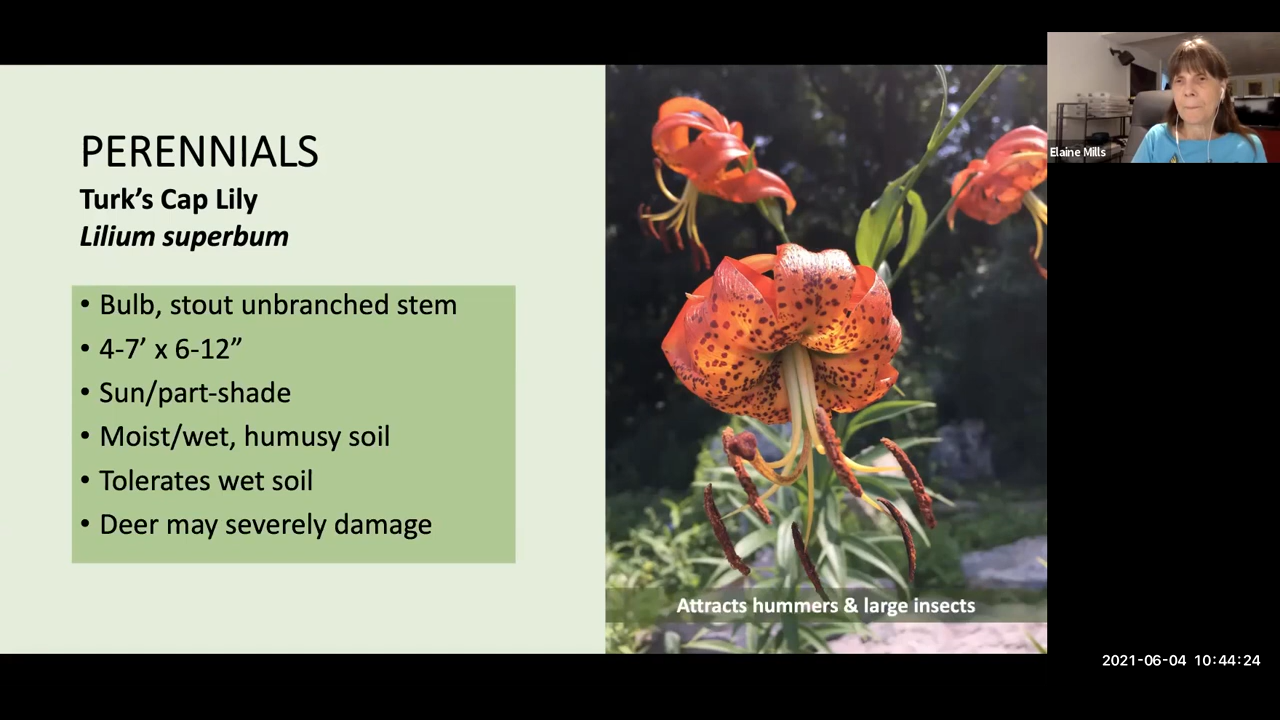 PERENNIALS
Turk’s Cap Lily
Lilium superbum
• Bulb, stout unbranched stem
• 4-7’ x 6-12”
• Sun/part-shade
• Moist/wet, humusy soil
• Tolerates wet soil
• Deer may severely damage
Attracts hummers & large insects
Elaine Mills
2021-06-04 10:44:24